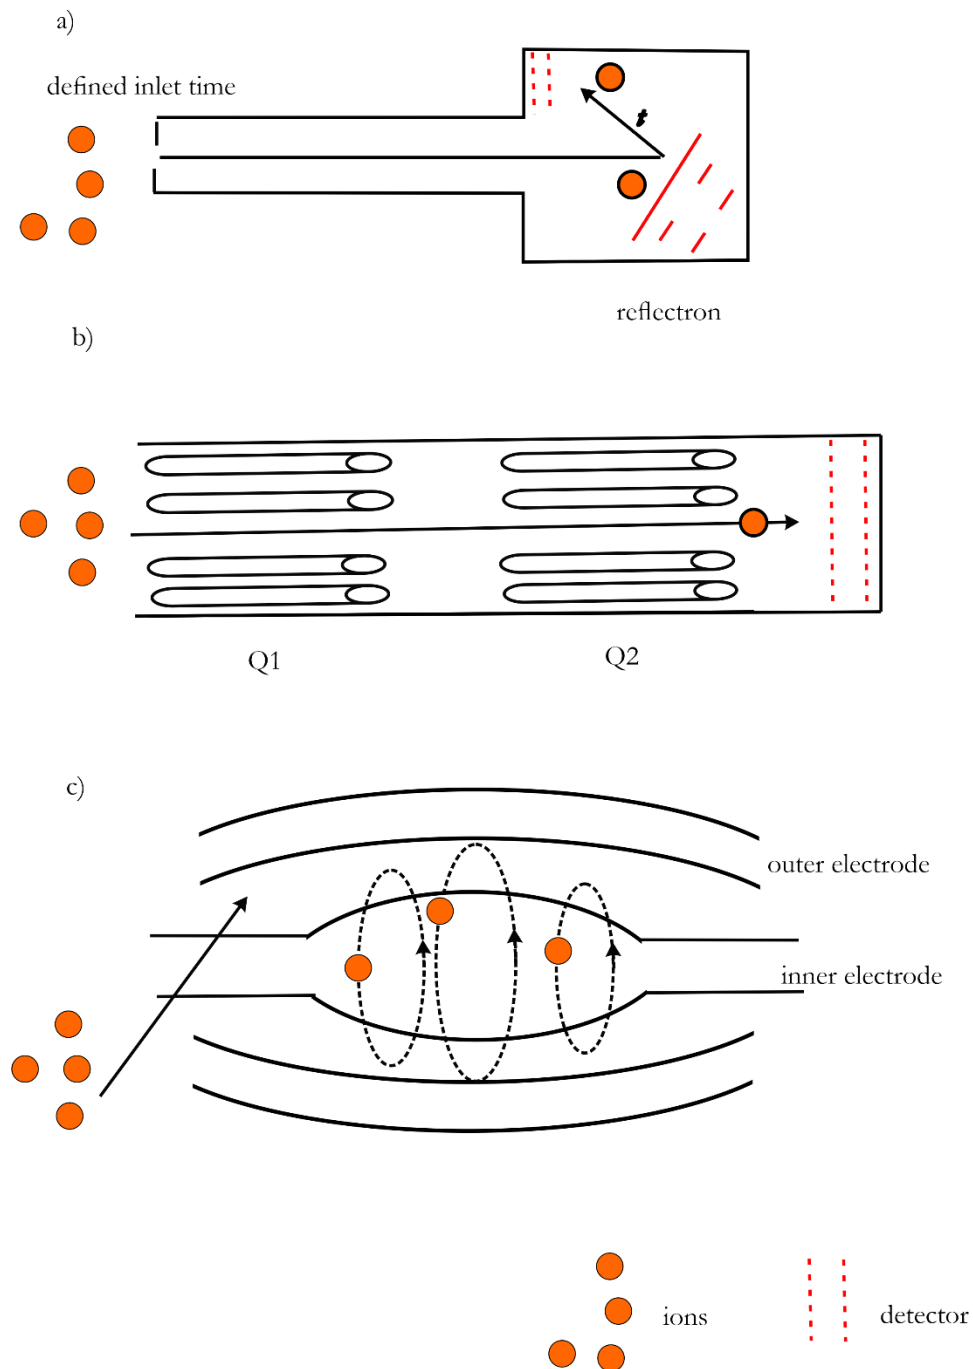 a)
defined inlet time
t
reflectron
b)
Q1
Q2
c)
outer electrode
inner electrode
ions
detector